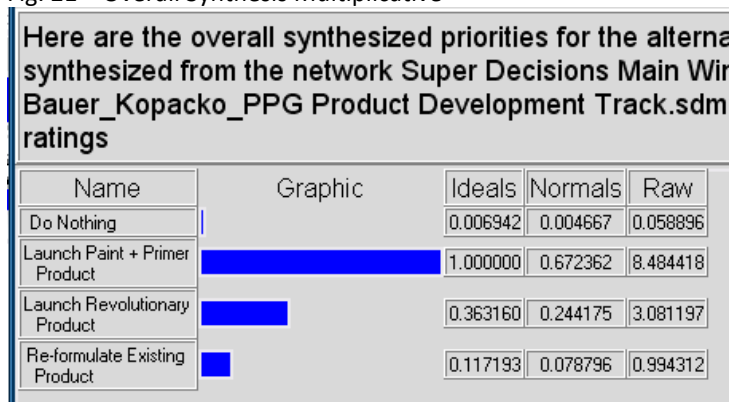 Here are the overall synthesized priorities for the alterna
synthesized from the network Super Decisions Main Wir
Bauer_Kopacko_PPG Product Development Track.sdm
ratings
Name Graphic Ideals Normals Raw
Do Nothing 0.006942 0.004667 0.058896
Launch Paint + Primer
Product 1.000000 0.672362 8.484418
Launch Revolutionary
Product 0.363160 0.244175 3.081197
Re-formulate Existing
Product 0.117193 0.078796 0.994312